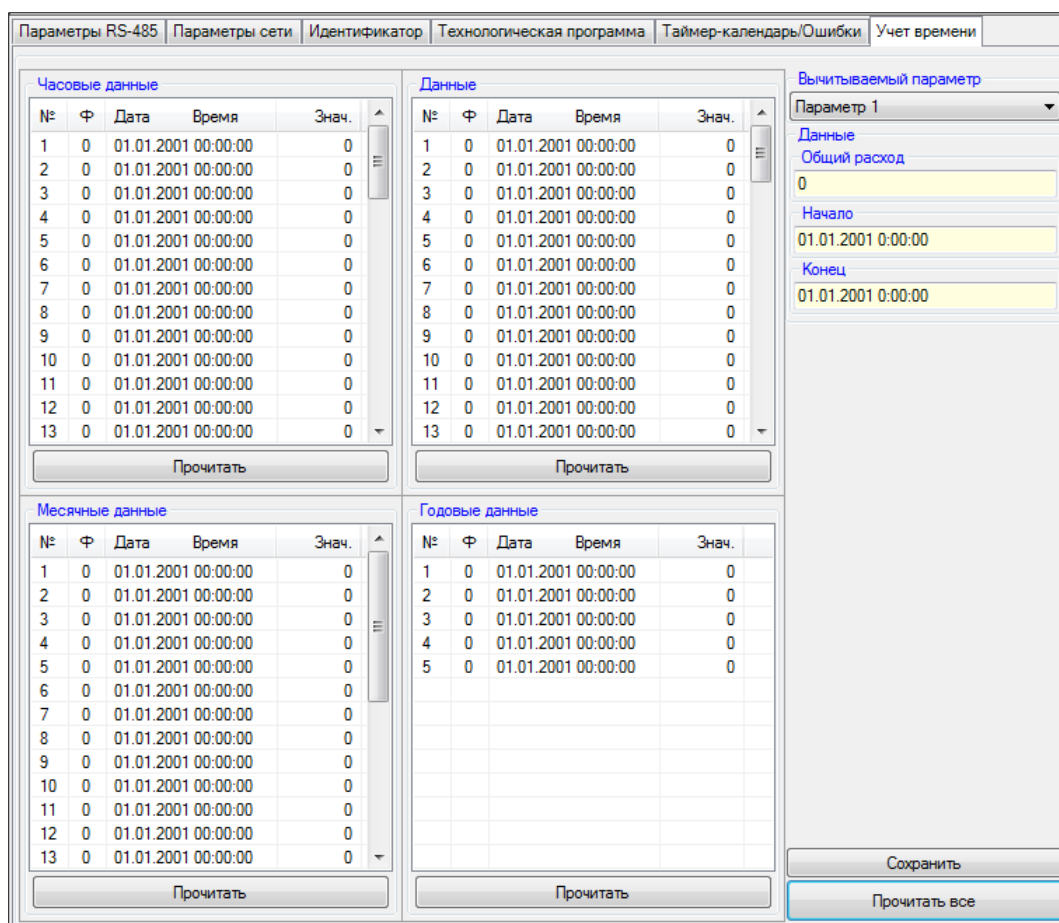 Параметры RS-485 Параметры сети Идентификатор Технологическая программа Таймер-календарь/Ошибки Учет времени
Часовые данные
№ Ф Дата Время Знач.
1 0 01.01.2001 00:00:00 0
2 0 01.01.2001 00:00:00 0
3 0 01.01.2001 00:00:00 0
4 0 01.01.2001 00:00:00 0
5 0 01.01.2001 00:00:00 0
6 0 01.01.2001 00:00:00 0
7 0 01.01.2001 00:00:00 0
8 0 01.01.2001 00:00:00 0
9 0 01.01.2001 00:00:00 0
10 0 01.01.2001 00:00:00 0
11 0 01.01.2001 00:00:00 0
12 0 01.01.2001 00:00:00 0
13 0 01.01.2001 00:00:00 0
Прочитать
Данные
№ Ф Дата Время Знач.
1 0 01.01.2001 00:00:00 0
2 0 01.01.2001 00:00:00 0
3 0 01.01.2001 00:00:00 0
4 0 01.01.2001 00:00:00 0
5 0 01.01.2001 00:00:00 0
6 0 01.01.2001 00:00:00 0
7 0 01.01.2001 00:00:00 0
8 0 01.01.2001 00:00:00 0
9 0 01.01.2001 00:00:00 0
10 0 01.01.2001 00:00:00 0
11 0 01.01.2001 00:00:00 0
12 0 01.01.2001 00:00:00 0
13 0 01.01.2001 00:00:00 0
Прочитать
Месячные данные
№ Ф Дата Время Знач.
1 0 01.01.2001 00:00:00 0
2 0 01.01.2001 00:00:00 0
3 0 01.01.2001 00:00:00 0
4 0 01.01.2001 00:00:00 0
5 0 01.01.2001 00:00:00 0
6 0 01.01.2001 00:00:00 0
7 0 01.01.2001 00:00:00 0
8 0 01.01.2001 00:00:00 0
9 0 01.01.2001 00:00:00 0
10 0 01.01.2001 00:00:00 0
11 0 01.01.2001 00:00:00 0
12 0 01.01.2001 00:00:00 0
13 0 01.01.2001 00:00:00 0
Прочитать
Годовые данные
№ Ф Дата Время Знач.
1 0 01.01.2001 00:00:00 0
2 0 01.01.2001 00:00:00 0
3 0 01.01.2001 00:00:00 0
4 0 01.01.2001 00:00:00 0
5 0 01.01.2001 00:00:00 0
Прочитать
Вычитываемый параметр
Параметр 1
Данные
Общий расход
0
Начало
01.01.2001 0:00:00
Конец
01.01.2001 0:00:00
Сохранить
Прочитать все